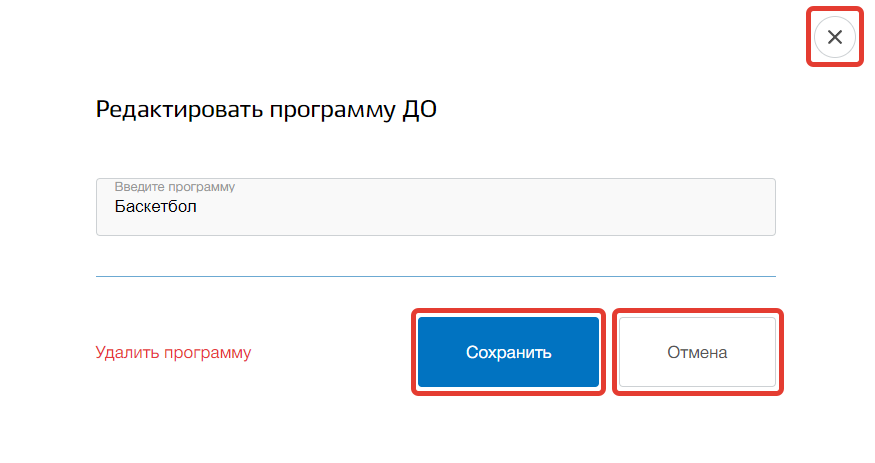 Редактировать программу ДО
Введите программу
Баскетбол
Удалить программу
Сохранить
Отмена